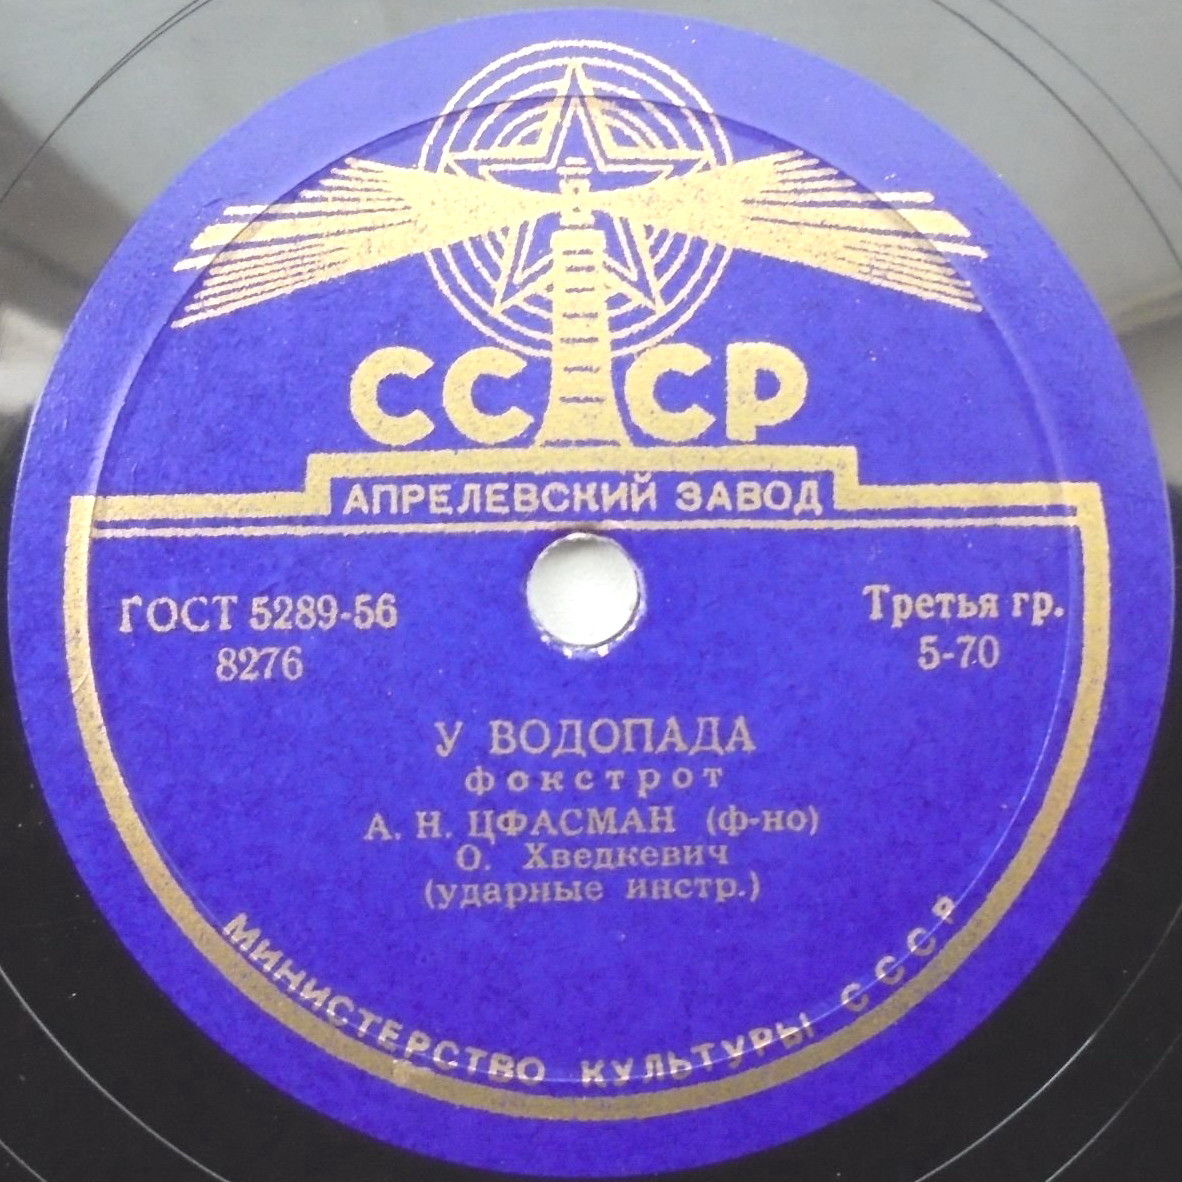 СССР
АПРЕЛЕВСКИЙ ЗАВОД
ГОСТ 5289-56
8276
Третья гр.
5-70
У ВОДОПАДА
фокстрот
А. Н. ЦФАСМАН (ф-но)
О. Хведкевич
(ударные инстр.)
МИНИСТЕРСТВО КУЛЬТУРЫ СССР